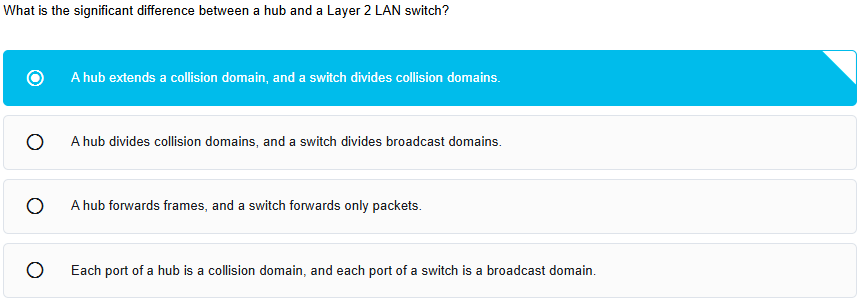 What is the significant difference between a hub and a Layer 2 LAN switch?
A hub extends a collision domain, and a switch divides collision domains.
A hub divides collision domains, and a switch divides broadcast domains.
A hub forwards frames, and a switch forwards only packets.
Each port of a hub is a collision domain, and each port of a switch is a broadcast domain.